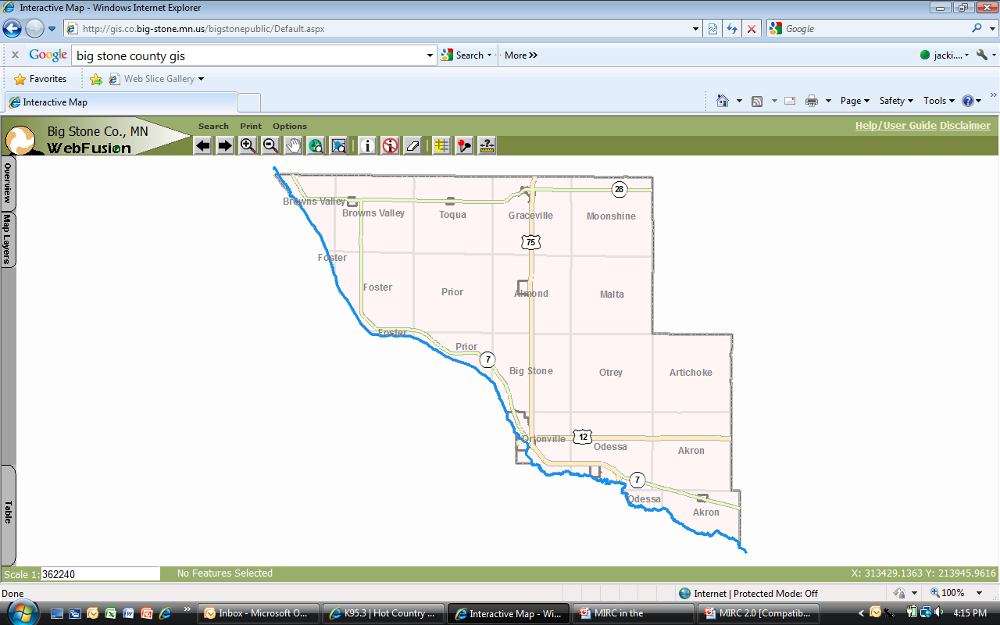 Interactive Map - Windows Internet Explorer
http://gis.co.big-stone.mn.us/bigstonepublic/Default.aspx
Google
x Google big stone county gis Search More » jacki....
Favorites Web Slice Gallery
Interactive Map Page Safety Tools »
Big Stone Co., MN
WebFusion
Search Print Options
Help/User Guide Disclaimer
Overview
Map Layers
Table
28
Browns Valley
Browns Valley
Toqua
Graceville
Moonshine
75
Foster
Foster
Prior
Almond
Malta
Foster
Prior
7
Big Stone
Otrey
Artichoke
Ortonville
12
Odessa
Akron
7
Odessa
Akron
Scale 1: 362240 No Features Selected X: 313429.1363 Y: 213945.9616
Done Internet | Protected Mode: Off 100%
» Inbox - Microsoft O... K95.3 | Hot Country ... Interactive Map - Wi... MIRC in the MIRC 2.0 [Compatib... 4:15 PM